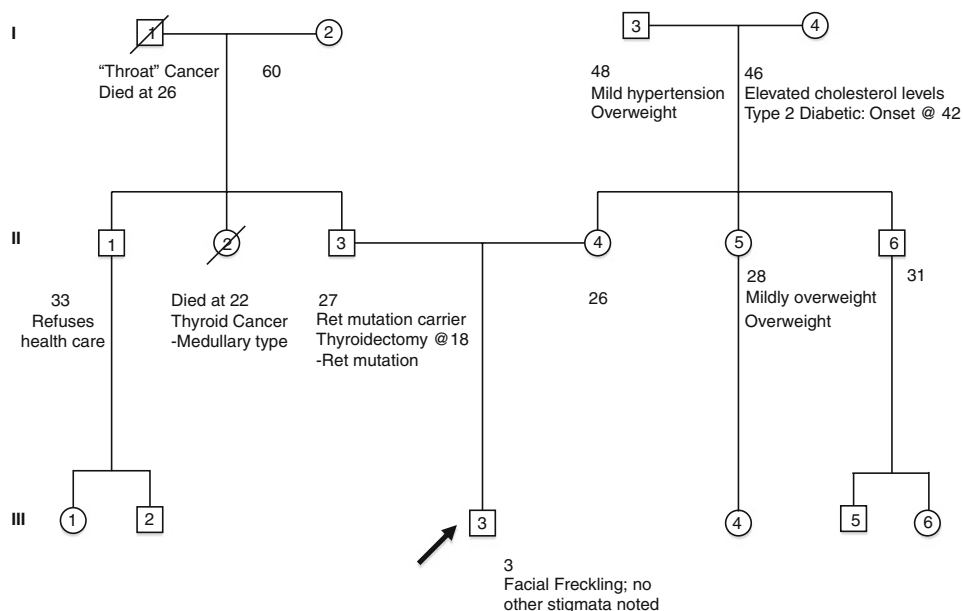 I
1
2
3
4
"Throat" Cancer
Died at 26
60
48
Mild hypertension
Overweight
46
Elevated cholesterol levels
Type 2 Diabetic: Onset @ 42
II
1
2
3
4
5
6
33
Refuses
health care
Died at 22
Thyroid Cancer
-Medullary type
27
Ret mutation carrier
Thyroidectomy @18
-Ret mutation
26
28
Mildly overweight
Overweight
31
III
1
2
3
4
5
6
3
Facial Freckling; no
other stigmata noted